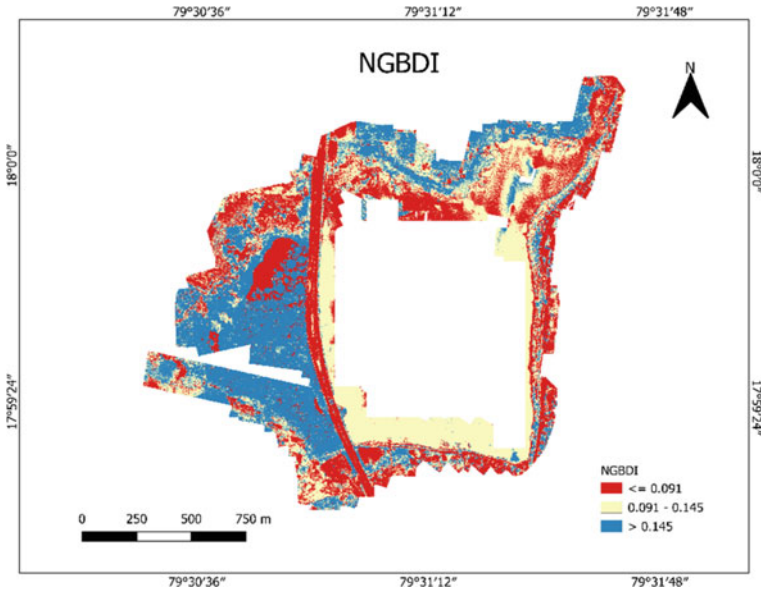 79°30′36″ 79°31′12″ 79°31′48″
NGBDI
N
18°0′0″ 18°0′0″
17°59′24″ 17°59′24″
NGBDI
<= 0.091
0.091 - 0.145
> 0.145
0 250 500 750 m
79°30′36″ 79°31′12″ 79°31′48″